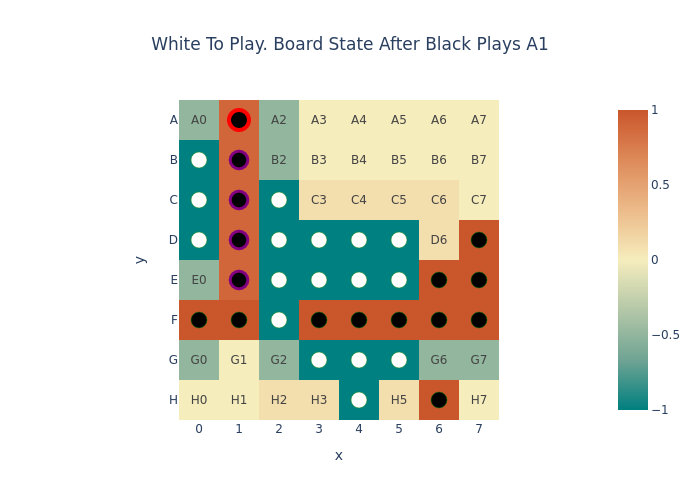 White To Play. Board State After Black Plays A1
A A0 A2 A3 A4 A5 A6 A7
B B2 B3 B4 B5 B6 B7
C C3 C4 C5 C6 C7
D D6
E E0
F
G G0 G1 G2 G6 G7
H H0 H1 H2 H3 H5 H7
0 1 2 3 4 5 6 7
x
y
1
0.5
0
−0.5
−1